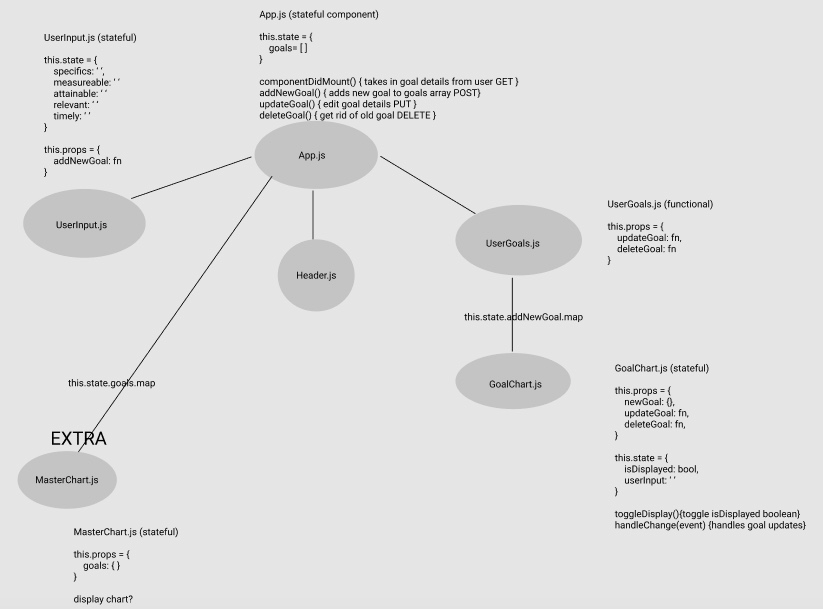 App.js (stateful component)
this.state = {
goals= [ ]
}
componentDidMount() { takes in goal details from user GET }
addNewGoal() { adds new goal to goals array POST}
updateGoal() { edit goal details PUT }
deleteGoal() { get rid of old goal DELETE }
UserInput.js (stateful)
this.state = {
specifics: ‘ ‘,
measureable: ‘ ‘
attainable: ‘ ‘
relevant: ‘ ‘
timely: ‘ ‘
}
this.props = {
addNewGoal: fn
}
App.js
UserInput.js
Header.js
UserGoals.js
UserGoals.js (functional)
this.props = {
updateGoal: fn,
deleteGoal: fn
}
this.state.addNewGoal.map
GoalChart.js
GoalChart.js (stateful)
this.props = {
newGoal: {},
updateGoal: fn,
deleteGoal: fn,
}
this.state = {
isDisplayed: bool,
userInput: ‘ ‘
}
toggleDisplay(){toggle isDisplayed boolean}
handleChange(event) {handles goal updates}
this.state.goals.map
EXTRA
MasterChart.js
MasterChart.js (stateful)
this.props = {
goals: { }
}
display chart?